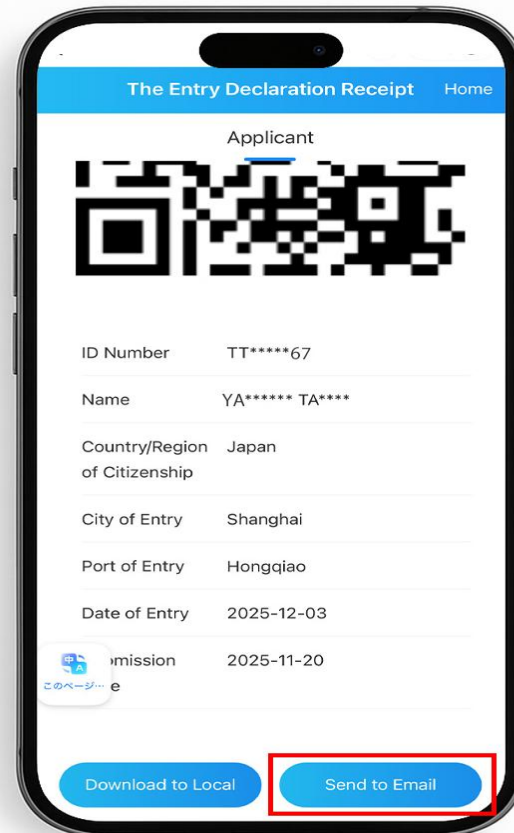 The Entry Declaration Receipt Home
Applicant
ID Number TT*****67
Name YA****** TA****
Country/Region Japan
of Citizenship
City of Entry Shanghai
Port of Entry Hongqiao
Date of Entry 2025-12-03
mission 2025-11-20
中 A
このページ… e
Download to Local Send to Email